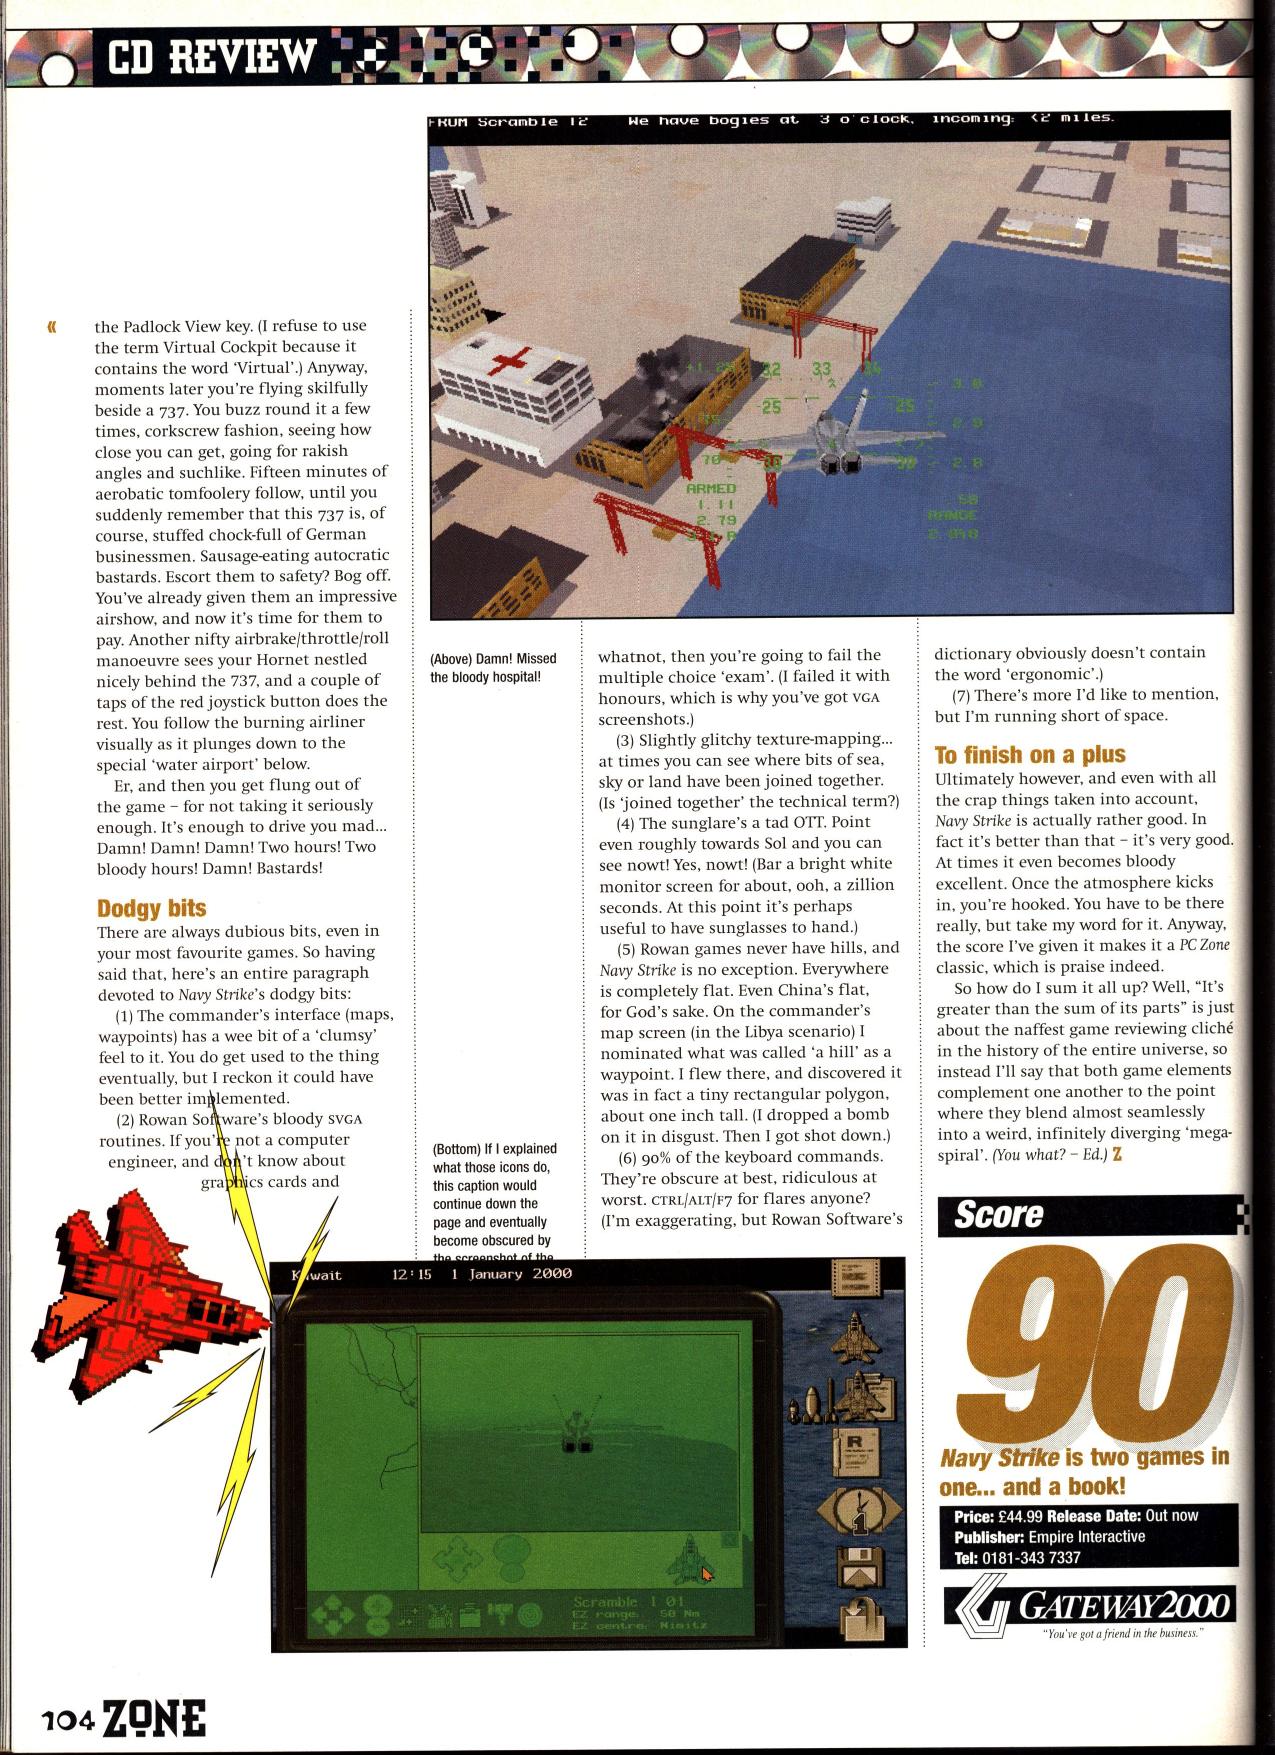 CD REVIEW
FROM Scramble 12 We have bogies at 3 o'clock, incoming: <2 miles.
32 33 34
3.0
-25 -25
2.9
70
2.8
ARMED
58
1.11
RANGE
2.79
«
the Padlock View key. (I refuse to use
the term Virtual Cockpit because it
contains the word ‘Virtual’.) Anyway,
moments later you’re flying skilfully
beside a 737. You buzz round it a few
times, corkscrew fashion, seeing how
close you can get, going for rakish
angles and suchlike. Fifteen minutes of
aerobatic tomfoolery follow, until you
suddenly remember that this 737 is, of
course, stuffed chock-full of German
businessmen. Sausage-eating autocratic
bastards. Escort them to safety? Bog off.
You’ve already given them an impressive
airshow, and now it’s time for them to
pay. Another nifty airbrake/throttle/roll
manoeuvre sees your Hornet nestled
nicely behind the 737, and a couple of
taps of the red joystick button does the
rest. You follow the burning airliner
visually as it plunges down to the
special ‘water airport’ below.
Er, and then you get flung out of
the game – for not taking it seriously
enough. It’s enough to drive you mad...
Damn! Damn! Damn! Two hours! Two
bloody hours! Damn! Bastards!
Dodgy bits
There are always dubious bits, even in
your most favourite games. So having
said that, here’s an entire paragraph
devoted to Navy Strike’s dodgy bits:
(1) The commander’s interface (maps,
waypoints) has a wee bit of a ‘clumsy’
feel to it. You do get used to the thing
eventually, but I reckon it could have
been better implemented.
(2) Rowan Software’s bloody SVGA
routines. If you’re not a computer
engineer, and don’t know about
graphics cards and
(Above) Damn! Missed
the bloody hospital!
(Bottom) If I explained
what those icons do,
this caption would
continue down the
page and eventually
become obscured by
the screenshot of the
whatnot, then you’re going to fail the
multiple choice ‘exam’. (I failed it with
honours, which is why you’ve got VGA
screenshots.)
(3) Slightly glitchy texture-mapping...
at times you can see where bits of sea,
sky or land have been joined together.
(Is ‘joined together’ the technical term?)
(4) The sunglare’s a tad OTT. Point
even roughly towards Sol and you can
see nowt! Yes, nowt! (Bar a bright white
monitor screen for about, ooh, a zillion
seconds. At this point it’s perhaps
useful to have sunglasses to hand.)
(5) Rowan games never have hills, and
Navy Strike is no exception. Everywhere
is completely flat. Even China’s flat,
for God’s sake. On the commander’s
map screen (in the Libya scenario) I
nominated what was called ‘a hill’ as a
waypoint. I flew there, and discovered it
was in fact a tiny rectangular polygon,
about one inch tall. (I dropped a bomb
on it in disgust. Then I got shot down.)
(6) 90% of the keyboard commands.
They’re obscure at best, ridiculous at
worst. CTRL/ALT/F7 for flares anyone?
(I’m exaggerating, but Rowan Software’s
dictionary obviously doesn’t contain
the word ‘ergonomic’.)
(7) There’s more I’d like to mention,
but I’m running short of space.
To finish on a plus
Ultimately however, and even with all
the crap things taken into account,
Navy Strike is actually rather good. In
fact it’s better than that – it’s very good.
At times it even becomes bloody
excellent. Once the atmosphere kicks
in, you’re hooked. You have to be there
really, but take my word for it. Anyway,
the score I’ve given it makes it a PC Zone
classic, which is praise indeed.
So how do I sum it all up? Well, “It’s
greater than the sum of its parts” is just
about the naffest game reviewing cliché
in the history of the entire universe, so
instead I’ll say that both game elements
complement one another to the point
where they blend almost seamlessly
into a weird, infinitely diverging ‘mega-
spiral’. (You what? – Ed.) Z
Kuwait 12:15 1 January 2000
R
1
Scramble 1 01
EZ range: 50 Nm
EZ centre: Nimitz
Score
90
Navy Strike is two games in
one... and a book!
Price: £44.99 Release Date: Out now
Publisher: Empire Interactive
Tel: 0181-343 7337
GATEWAY2000
“You’ve got a friend in the business.”
104 ZONE